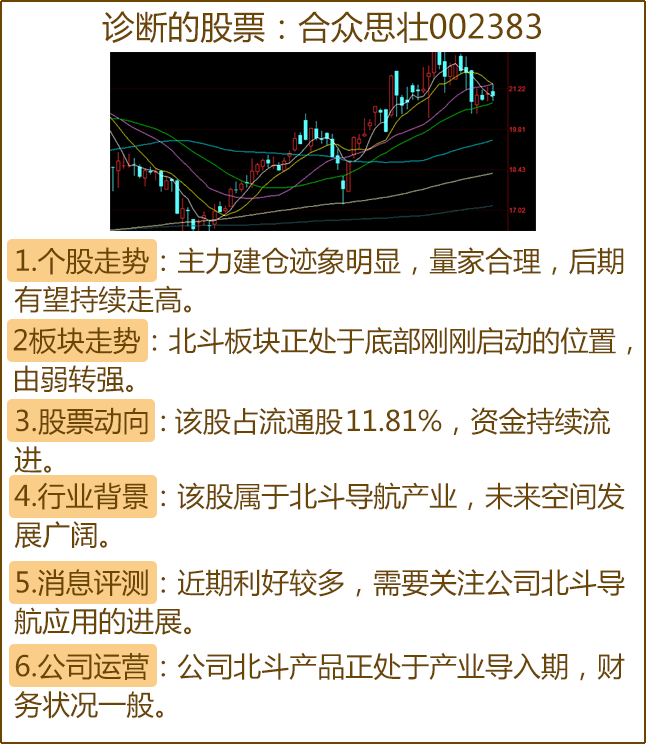 诊断的股票：合众思壮002383
21.22
19.81
18.43
17.02
1.个股走势：主力建仓迹象明显，量家合理，后期
有望持续走高。
2板块走势：北斗板块正处于底部刚刚启动的位置，
由弱转强。
3.股票动向：该股占流通股11.81%，资金持续流
进。
4.行业背景：该股属于北斗导航产业，未来空间发
展广阔。
5.消息评测：近期利好较多，需要关注公司北斗导
航应用的进展。
6.公司运营：公司北斗产品正处于产业导入期，财
务状况一般。